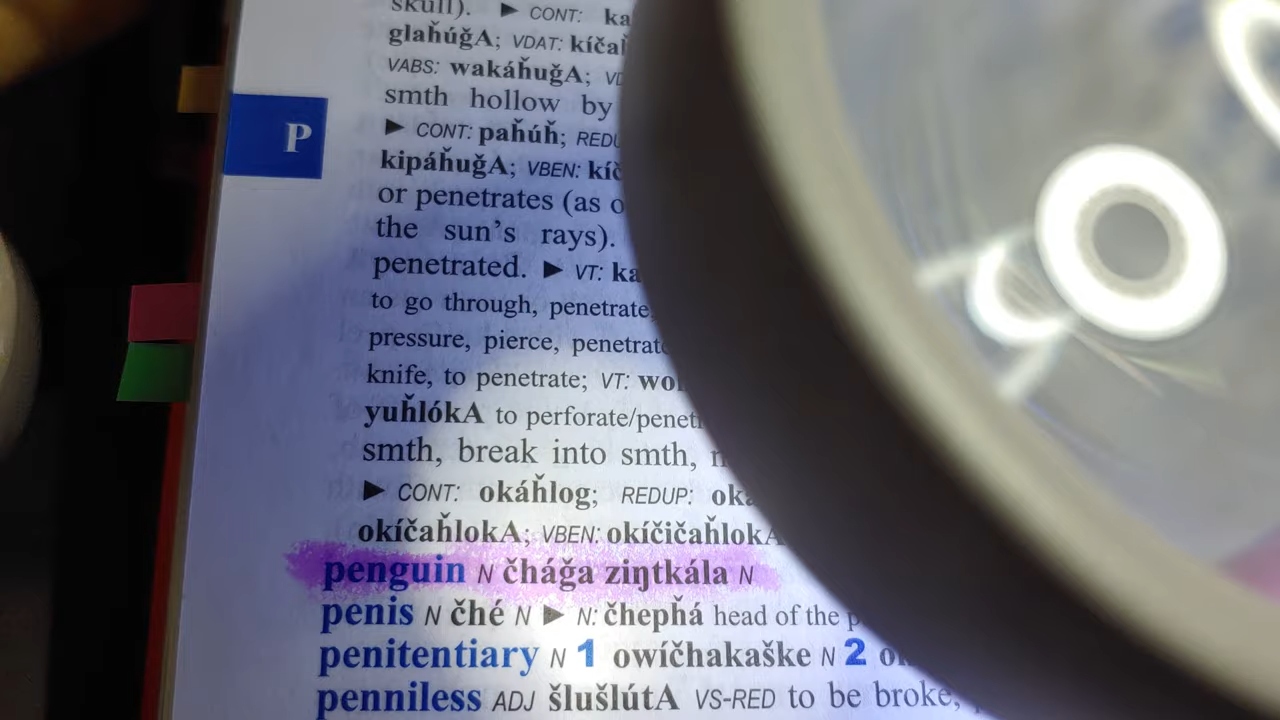 skull). ► CONT: ka
glaȟúǧA; VDAT: kíčaȟ
VABS: wakáȟuǧA;
smth hollow by
P
► CONT: paȟúȟ; REDU
kipáȟuǧA; VBEN: kíč
or penetrates (as o
the sun's rays).
penetrated. ► VT: ka
to go through, penetrate,
pressure, pierce, penetrate
knife, to penetrate; VT: wo
yuȟlókA to perforate/penet
smth, break into smth,
► CONT: okáȟlog; REDUP: oka
okíčaȟlokA; VBEN: okíčičaȟlokA
penguin N čháǧa ziŋtkála N
penis N čhé N ► N: čhepȟá head of the
penitentiary N 1 owíčhakaške N 2
penniless ADJ šlušlútA VS-RED to be broke,